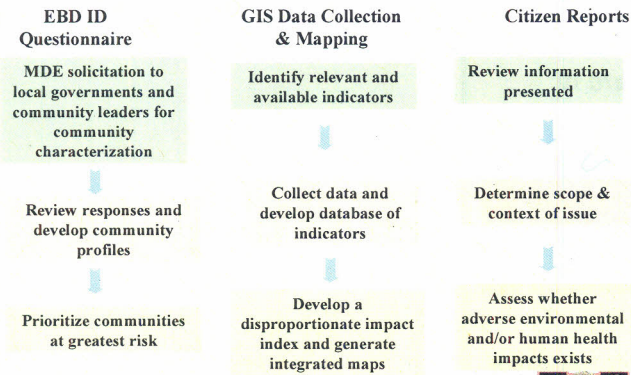 EBD ID
Questionnaire
MDE solicitation to
local governments and
community leaders for
community
characterization
Review responses and
develop community
profiles
Prioritize communities
at greatest risk
GIS Data Collection
& Mapping
Identify relevant and
available indicators
Collect data and
develop database of
indicators
Develop a
disproportionate impact
index and generate
integrated maps
Citizen Reports
Review information
presented
Determine scope &
context of issue
Assess whether
adverse environmental
and/or human health
impacts exists